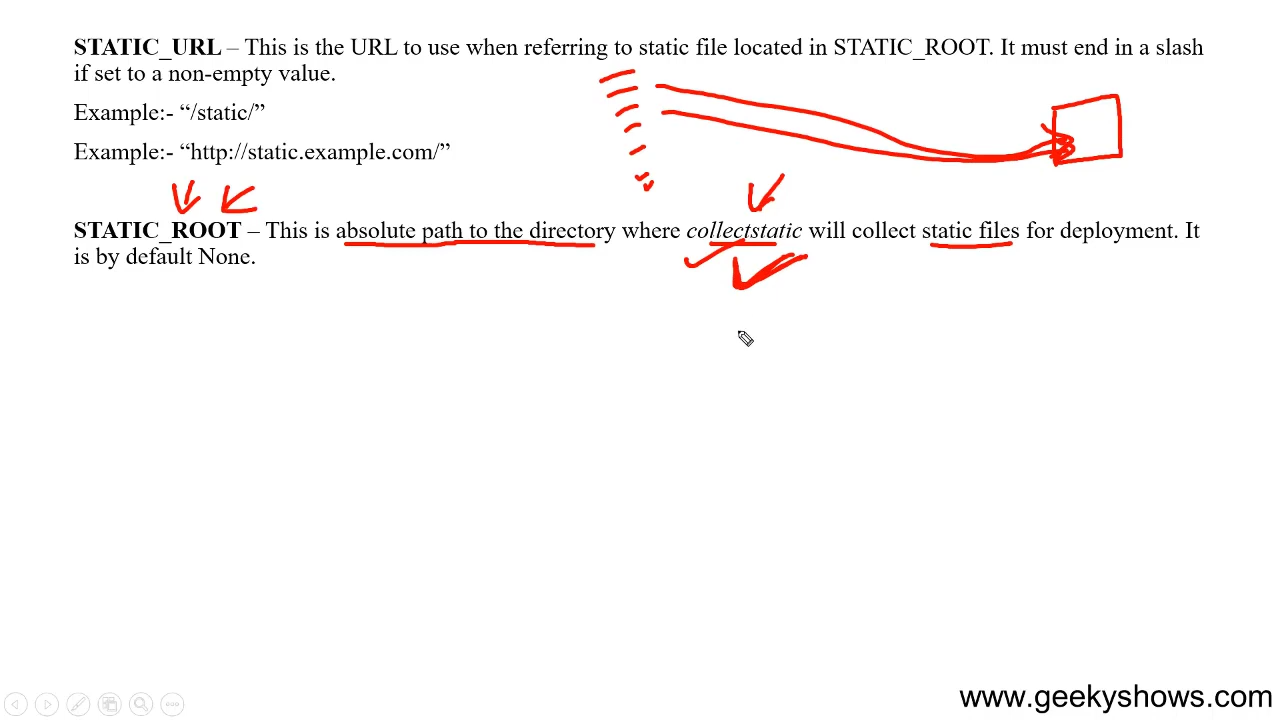 STATIC_URL – This is the URL to use when referring to static file located in STATIC_ROOT. It must end in a slash
if set to a non-empty value.
Example:- “/static/”
Example:- “http://static.example.com/”
STATIC_ROOT – This is absolute path to the directory where collectstatic will collect static files for deployment. It
is by default None.
www.geekyshows.com